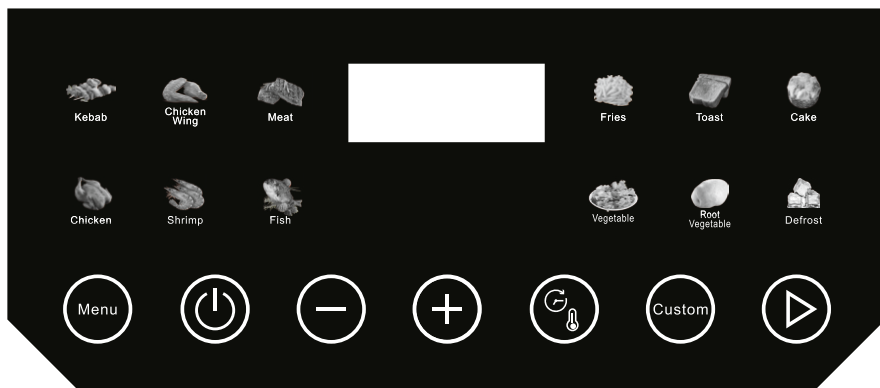 Kebab
Chicken
Wing
Meat
Fries
Toast
Cake
Chicken
Shrimp
Fish
Vegetable
Root
Vegetable
Defrost
Menu
Custom